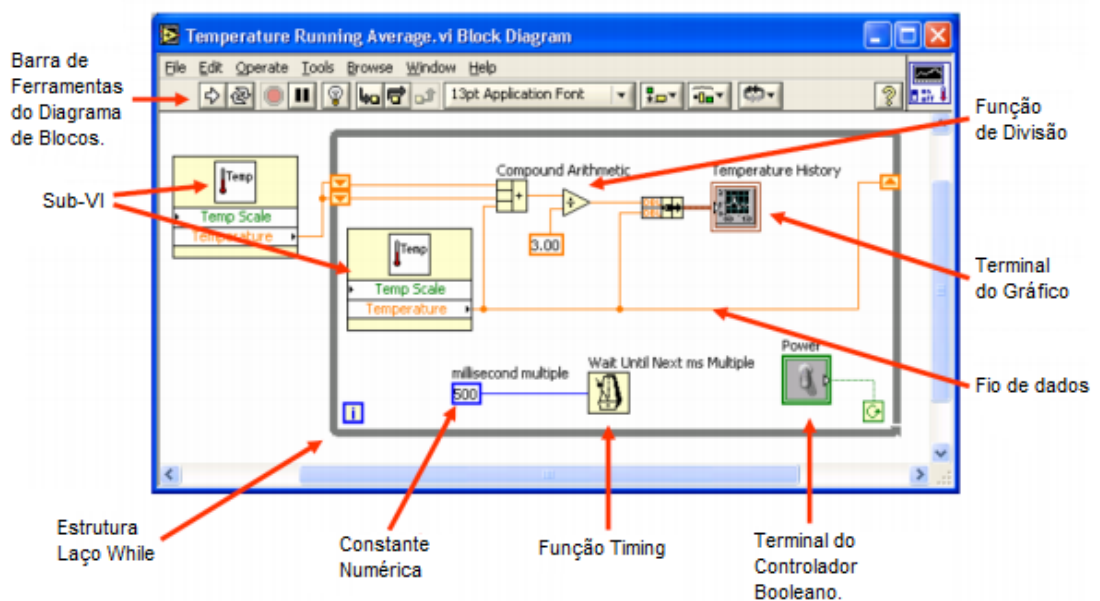 Temperature Running Average.vi Block Diagram
File Edit Operate Tools Browse Window Help
13pt Application Font
?
Barra de
Ferramentas
do Diagrama
de Blocos.
Função
de Divisão
Sub-VI
Temp
Temp Scale
Temperature
Compound Arithmetic
+
÷
3.00
Temperature History
Temp
Temp Scale
Temperature
Terminal
do Gráfico
Fio de dados
millisecond multiple
500
Wait Until Next ms Multiple
Power
i
Estrutura
Laço While
Constante
Numérica
Função Timing
Terminal do
Controlador
Booleano.